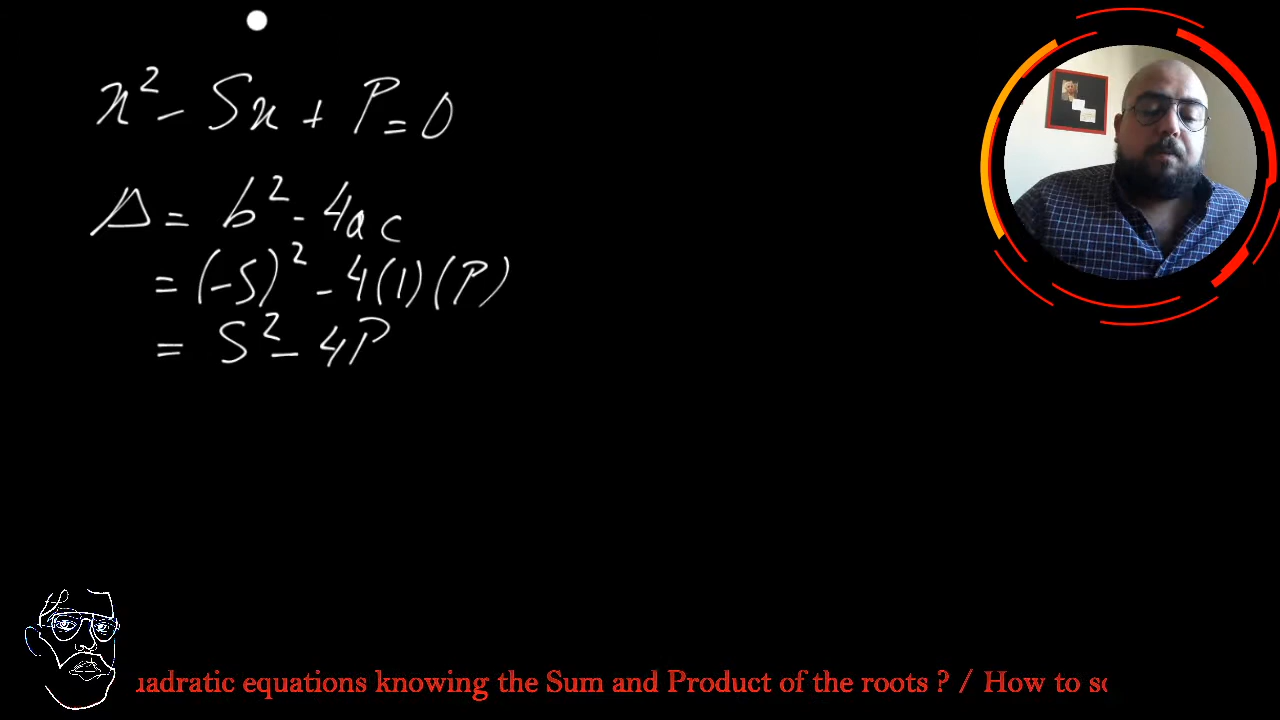 x² - Sx + P = 0
Δ = b² - 4ac
= (-S)² - 4(1)(P)
= S² - 4P
equations knowing the Sum and Product of the roots ? / How to